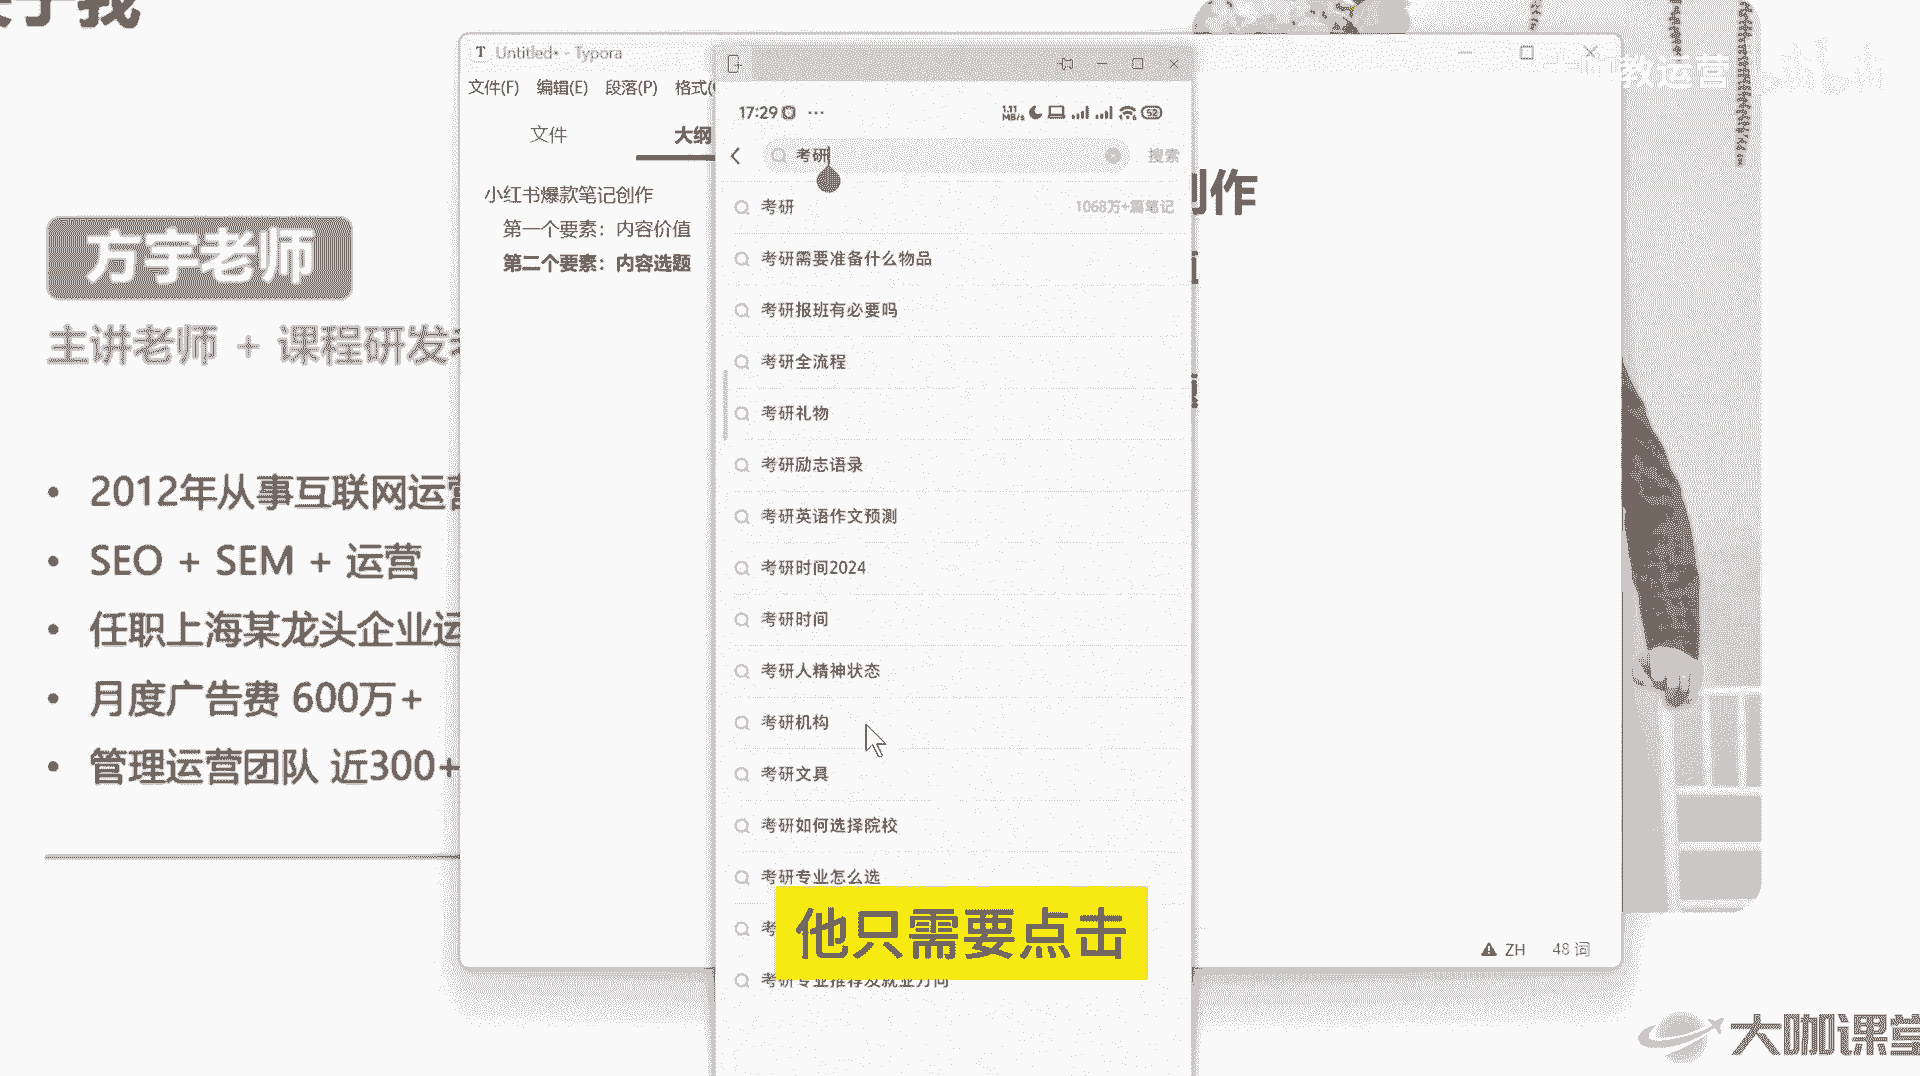 关于我
方宇老师
主讲老师 + 课程研发
2012年从事互联网运营
SEO + SEM + 运营
任职上海某龙头企业运
月度广告费 600万+
管理运营团队 近300+
Untitled• - Typora
文件(F) 编辑(E) 段落(P) 格式(
文件
大纲
小红书爆款笔记创作
第一个要素：内容价值
第二个要素：内容选题
创作
17:29 ···
1.11 MB/s
52
考研
搜索
考研
1068万+篇笔记
考研需要准备什么物品
考研报班有必要吗
考研全流程
考研礼物
考研励志语录
考研英语作文预测
考研时间2024
考研时间
考研人精神状态
考研机构
考研文具
考研如何选择院校
考研专业怎么选
考
考研专业推荐及就业方向
他只需要点击
ZH 48 词
教运营
bilibili
大咖课堂